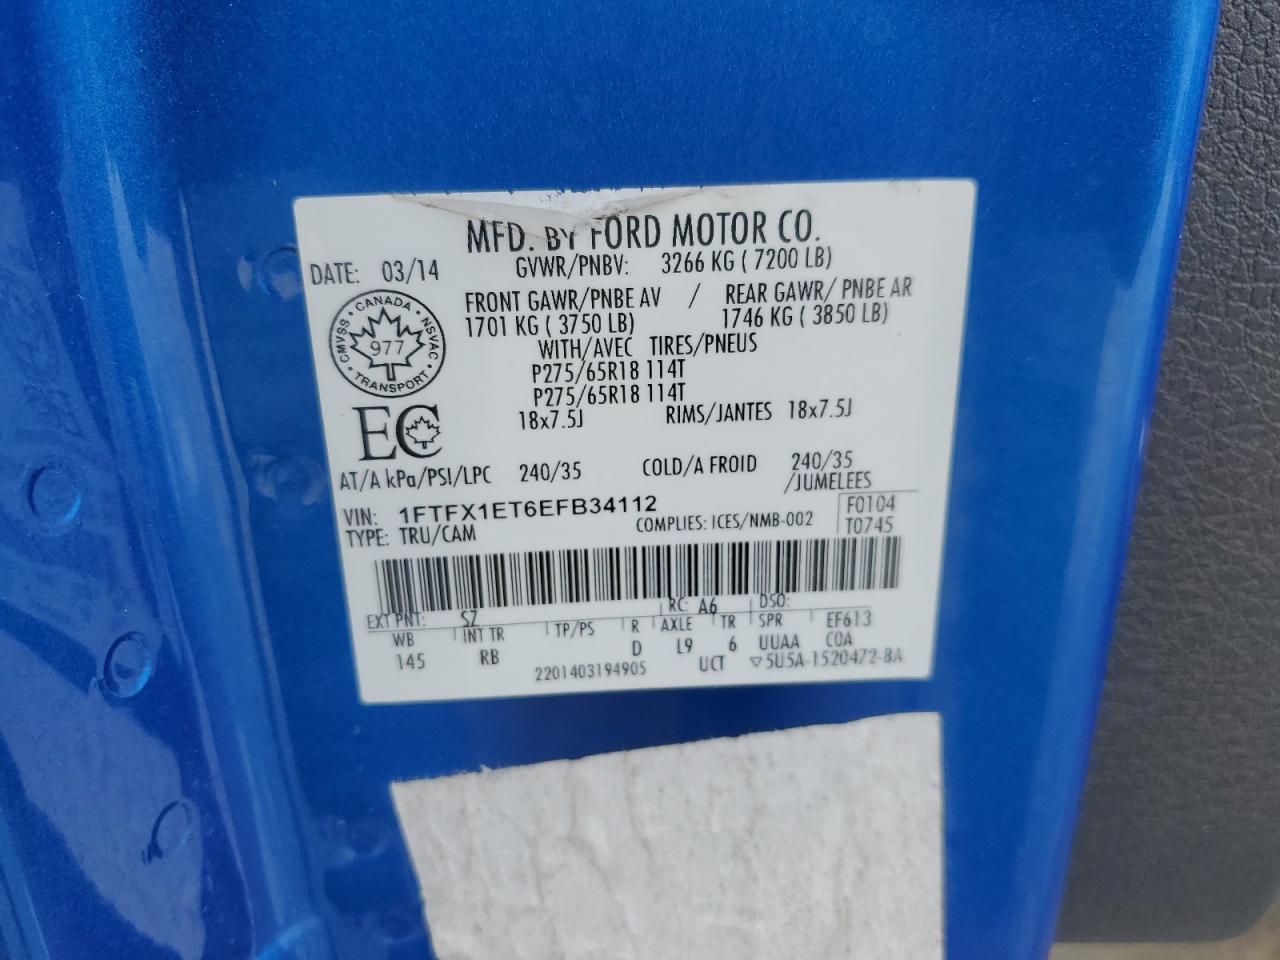 MFD. BY FORD MOTOR CO.
DATE: 03/14
GVWR/PNBV: 3266 KG ( 7200 LB)
FRONT GAWR/PNBE AV / REAR GAWR/ PNBE AR
1701 KG ( 3750 LB) 1746 KG ( 3850 LB)
WITH/AVEC TIRES/PNEUS
P275/65R18 114T
P275/65R18 114T
18x7.5J RIMS/JANTES 18x7.5J
CANADA
CMVSS 977 NSVAC
TRANSPORT
EC
AT/A kPa/PSI/LPC 240/35 COLD/A FROID 240/35
/JUMELEES
VIN: 1FTFX1ET6EFB34112
TYPE: TRU/CAM COMPLIES: ICES/NMB-002
F0104
T0745
EXT PNT: SZ RC: A6 DSO:
WB INT TR TP/PS R AXLE TR SPR EF613
145 RB D L9 6 UUAA COA
2201403194905 UCT ▽5U5A-1520472-BA